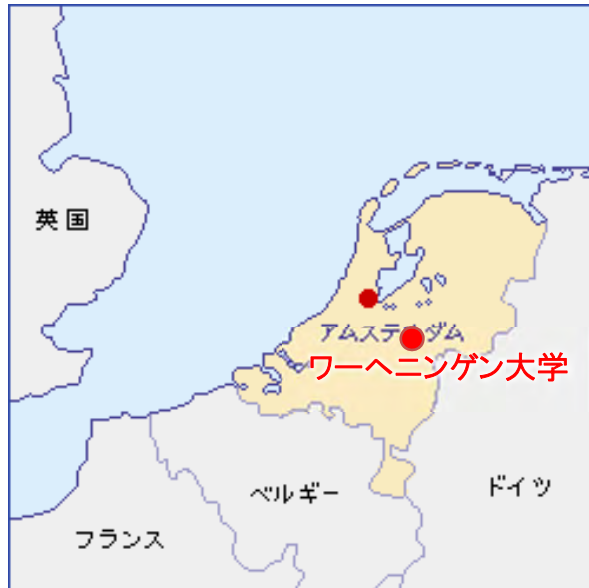 英国
アムステルダム
ワーヘニンゲン大学
ベルギー
ドイツ
フランス